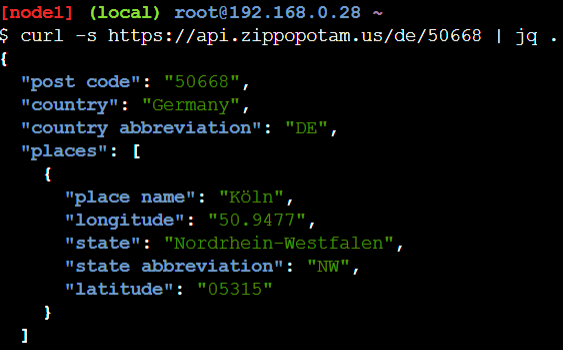 [node1] (local) root@192.168.0.28 ~
$ curl -s https://api.zippopotam.us/de/50668 | jq .
{
  "post code": "50668",
  "country": "Germany",
  "country abbreviation": "DE",
  "places": [
    {
      "place name": "Köln",
      "longitude": "50.9477",
      "state": "Nordrhein-Westfalen",
      "state abbreviation": "NW",
      "latitude": "05315"
    }
  ]